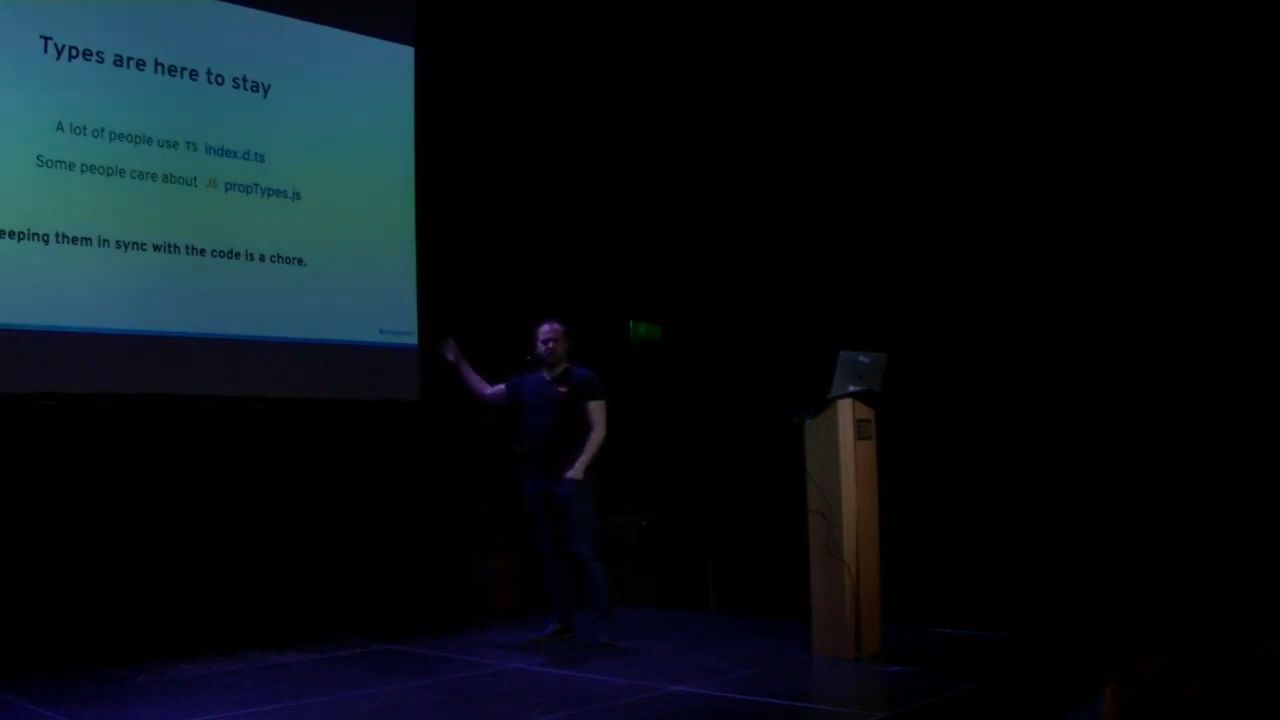 Types are here to stay
A lot of people use TS index.d.ts
Some people care about JS propTypes.js
eeping them in sync with the code is a chore.